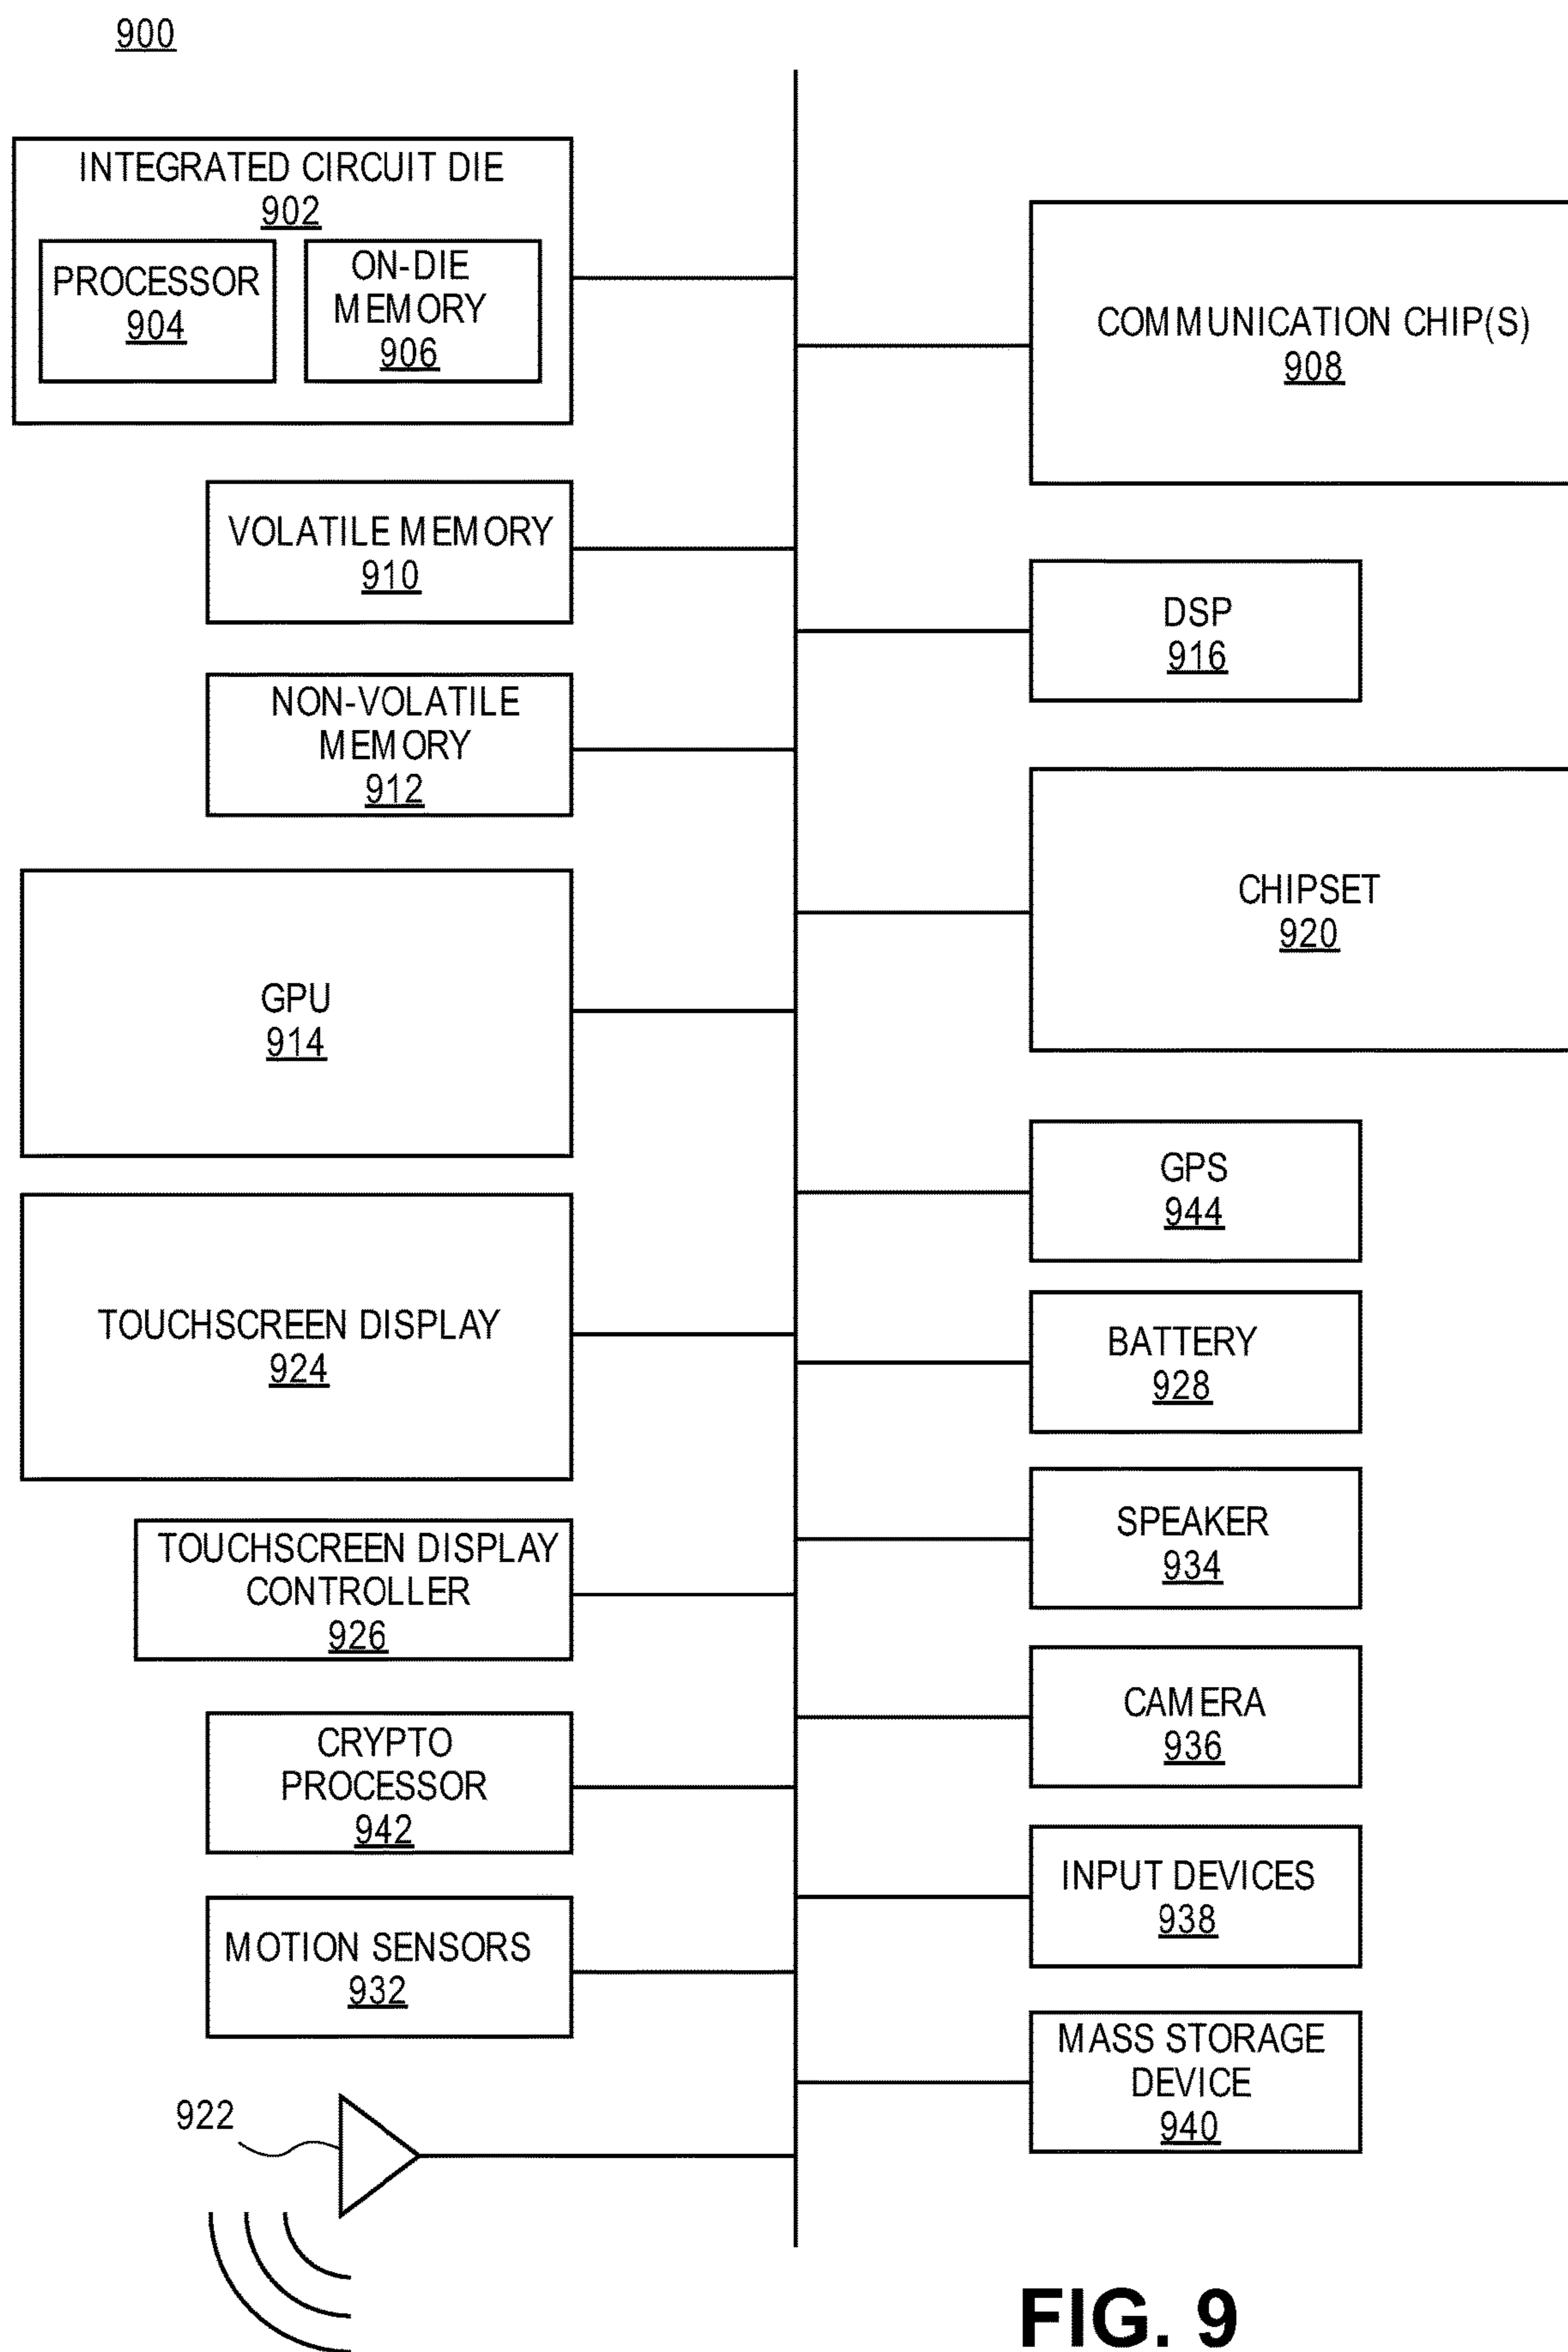 900
INTEGRATED CIRCUIT DIE
902
PROCESSOR
904
ON-DIE
MEMORY
906
COMMUNICATION CHIP(S)
908
VOLATILE MEMORY
910
DSP
916
NON-VOLATILE
MEMORY
912
CHIPSET
920
GPU
914
GPS
944
TOUCHSCREEN DISPLAY
924
BATTERY
928
SPEAKER
934
TOUCHSCREEN DISPLAY
CONTROLLER
926
CAMERA
936
CRYPTO
PROCESSOR
942
INPUT DEVICES
938
MOTION SENSORS
932
MASS STORAGE
DEVICE
940
922
FIG. 9